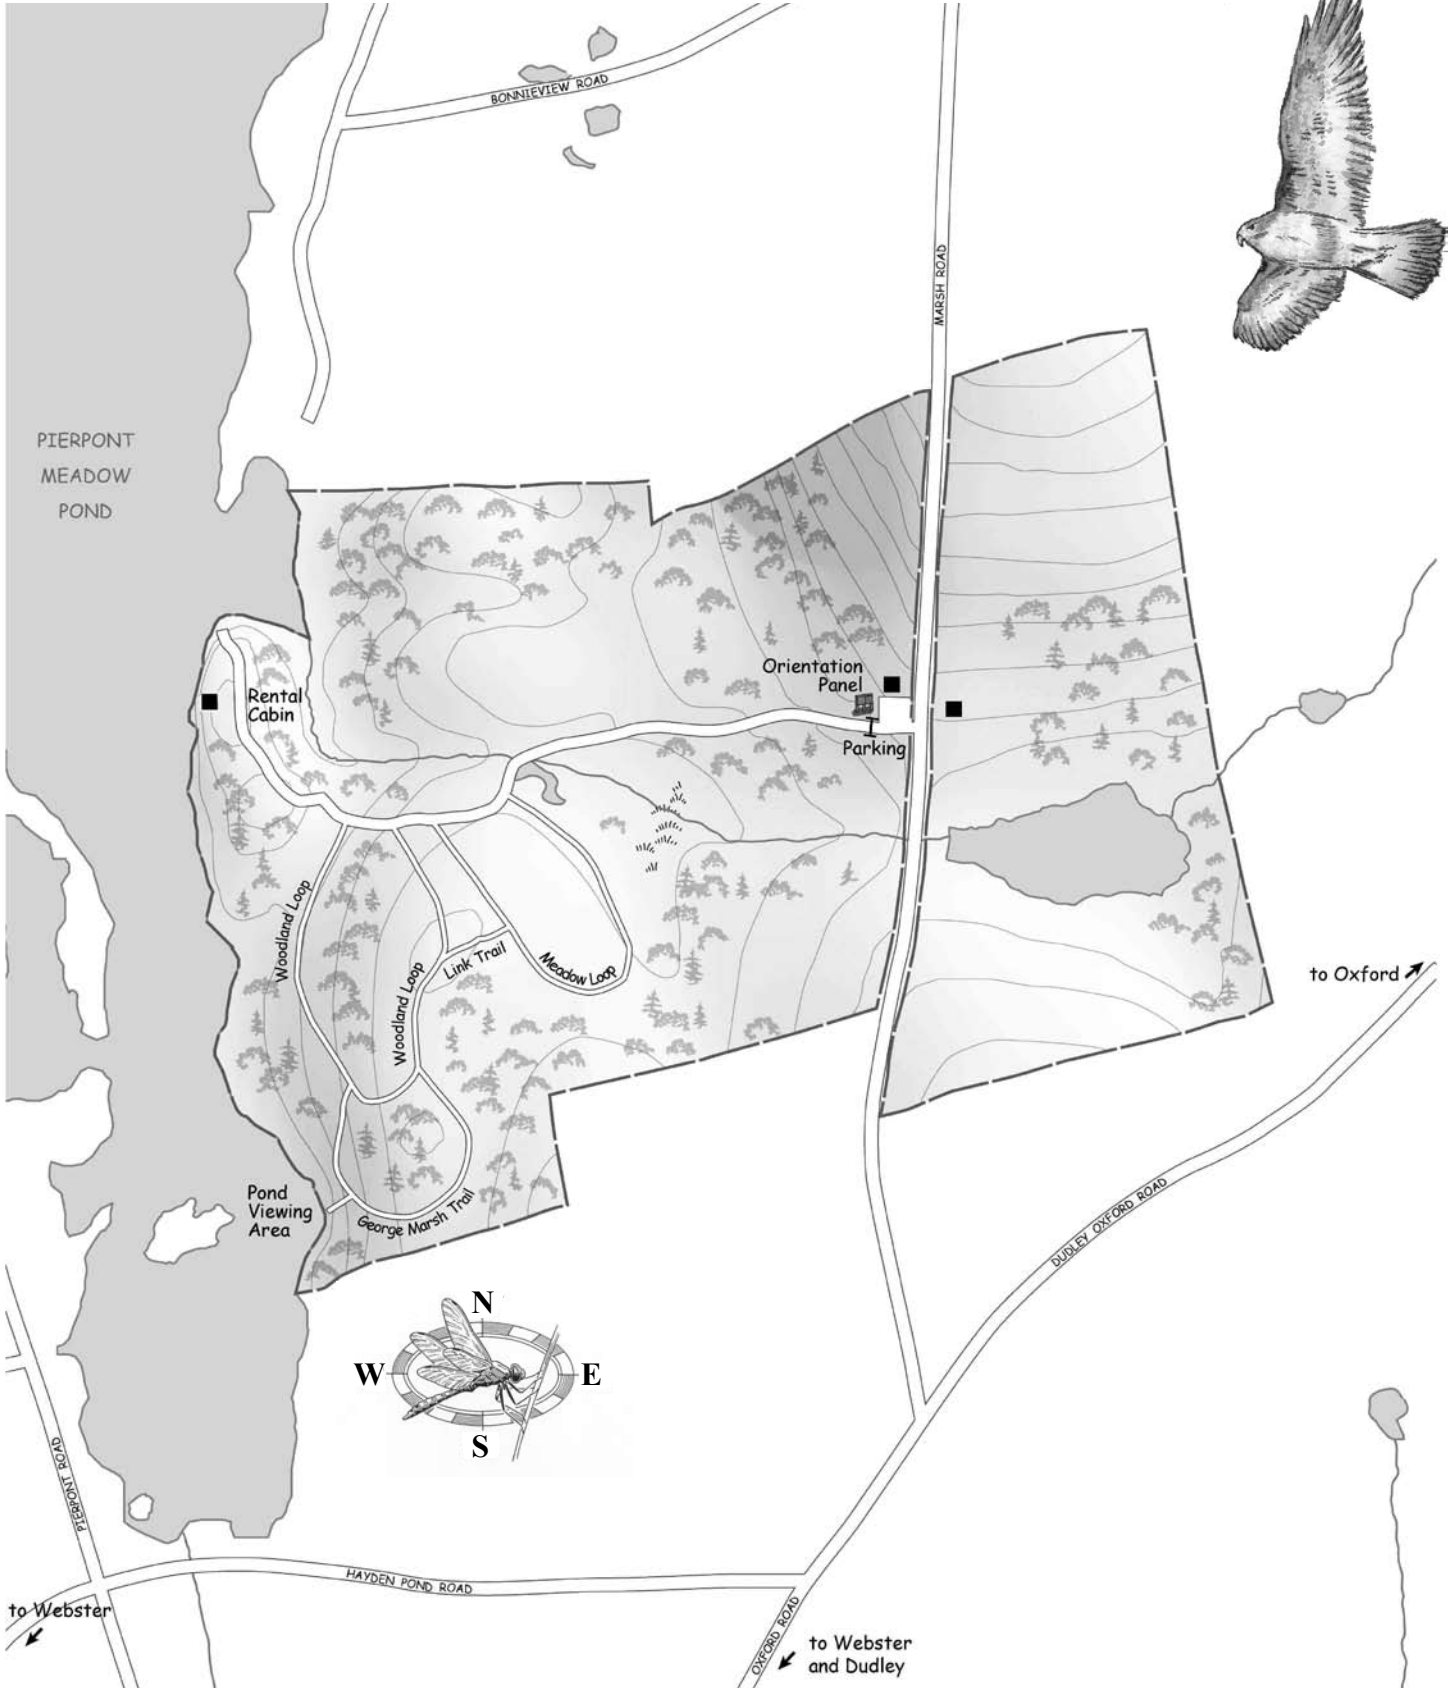 BONNIEVIEW ROAD
MARSH ROAD
PIERPONT
MEADOW
POND
Orientation
Panel
Rental
Cabin
Parking
Woodland Loop
Woodland Loop
Link Trail
Meadow Loop
to Oxford
Pond
Viewing
Area
George Marsh Trail
DUDLEY OXFORD ROAD
N
W
E
S
PIERPONT ROAD
HAYDEN POND ROAD
to Webster
OXFORD ROAD
to Webster
and Dudley